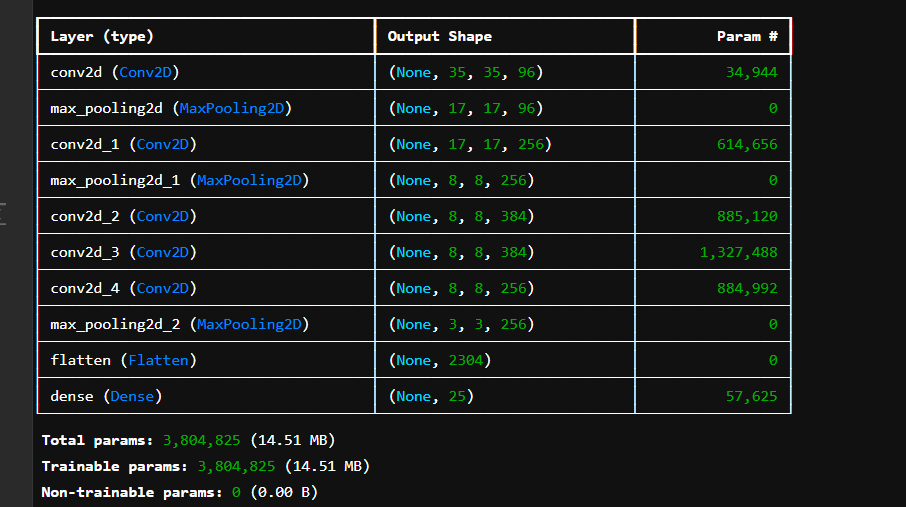 Layer (type) Output Shape Param #
conv2d (Conv2D) (None, 35, 35, 96) 34,944
max_pooling2d (MaxPooling2D) (None, 17, 17, 96) 0
conv2d_1 (Conv2D) (None, 17, 17, 256) 614,656
max_pooling2d_1 (MaxPooling2D) (None, 8, 8, 256) 0
conv2d_2 (Conv2D) (None, 8, 8, 384) 885,120
conv2d_3 (Conv2D) (None, 8, 8, 384) 1,327,488
conv2d_4 (Conv2D) (None, 8, 8, 256) 884,992
max_pooling2d_2 (MaxPooling2D) (None, 3, 3, 256) 0
flatten (Flatten) (None, 2304) 0
dense (Dense) (None, 25) 57,625
Total params: 3,804,825 (14.51 MB)
Trainable params: 3,804,825 (14.51 MB)
Non-trainable params: 0 (0.00 B)